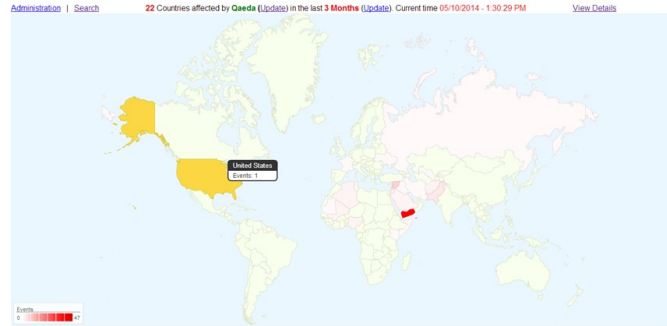 Administration | Search 22 Countries affected by Qaeda (Update) in the last 3 Months (Update). Current time 05/10/2014 - 1:30:29 PM View Details
United States
Events: 1
Events
0 47